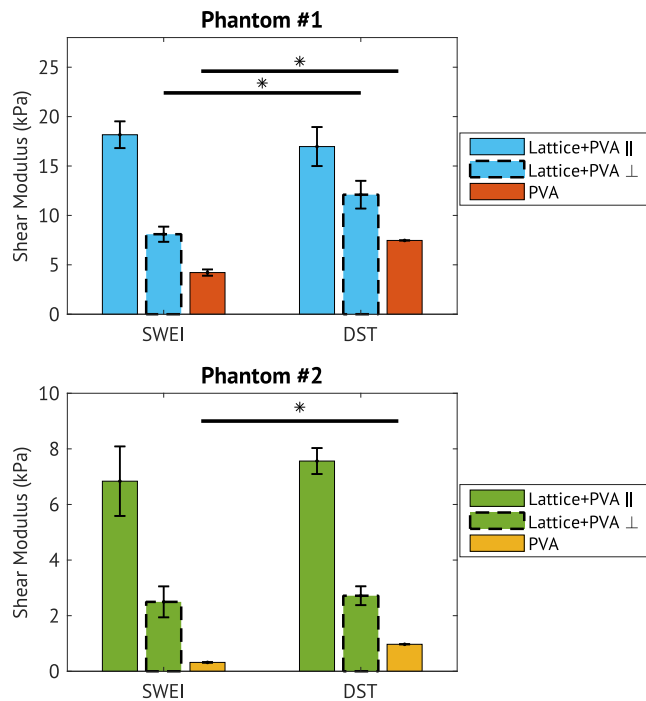 Phantom #1
Shear Modulus (kPa)
25
20
15
10
5
0
*
*
SWEI
DST
Lattice+PVA ∥
Lattice+PVA ⊥
PVA
Phantom #2
Shear Modulus (kPa)
10
8
6
4
2
0
*
SWEI
DST
Lattice+PVA ∥
Lattice+PVA ⊥
PVA